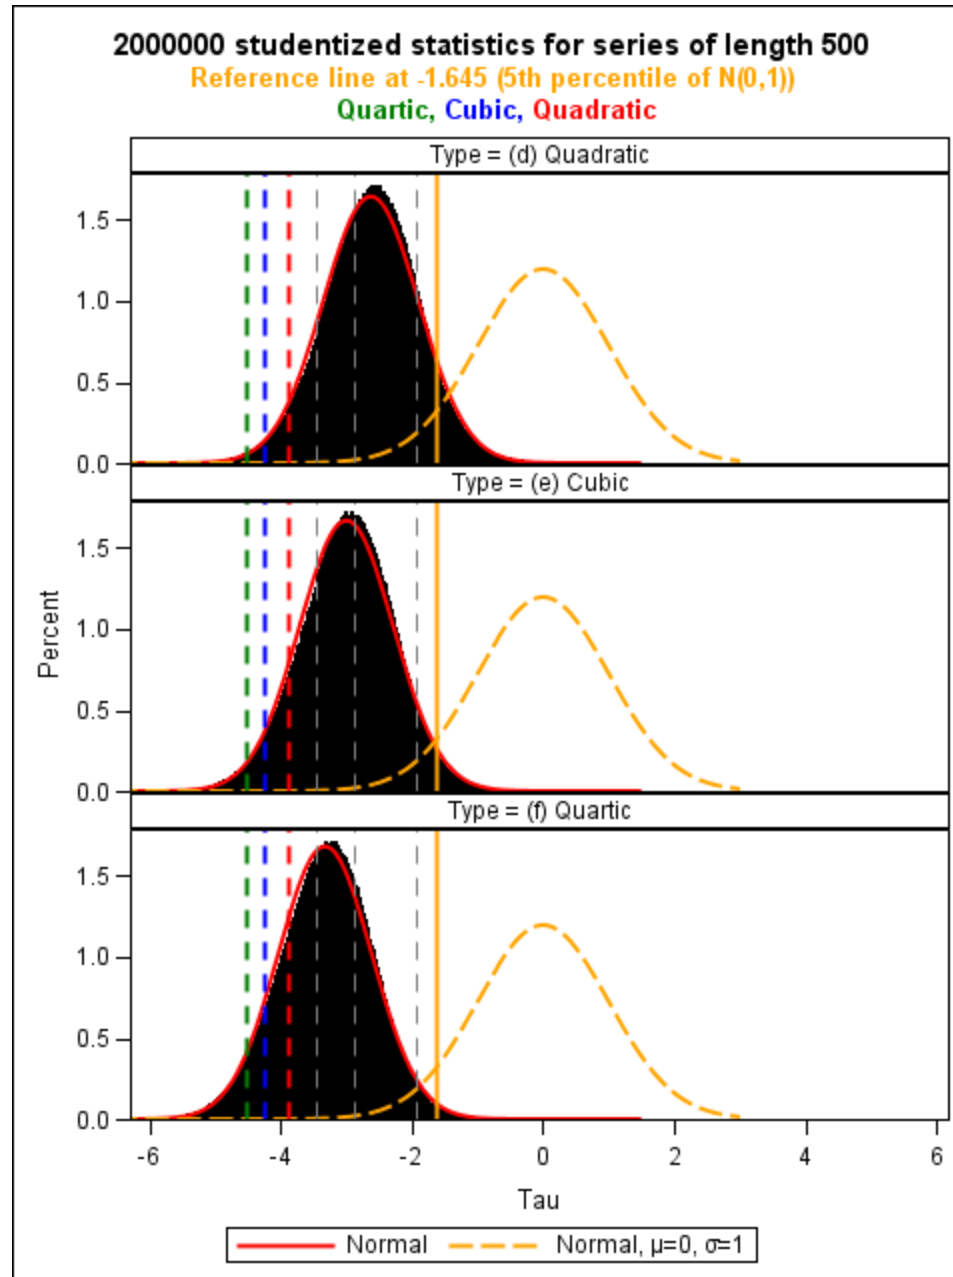 2000000 studentized statistics for series of length 500
Reference line at -1.645 (5th percentile of N(0,1))
Quartic, Cubic, Quadratic
Type = (d) Quadratic
1.5
1.0
0.5
0.0
Type = (e) Cubic
1.5
1.0
0.5
0.0
Percent
Type = (f) Quartic
1.5
1.0
0.5
0.0
-6 -4 -2 0 2 4 6
Tau
Normal Normal, μ=0, σ=1